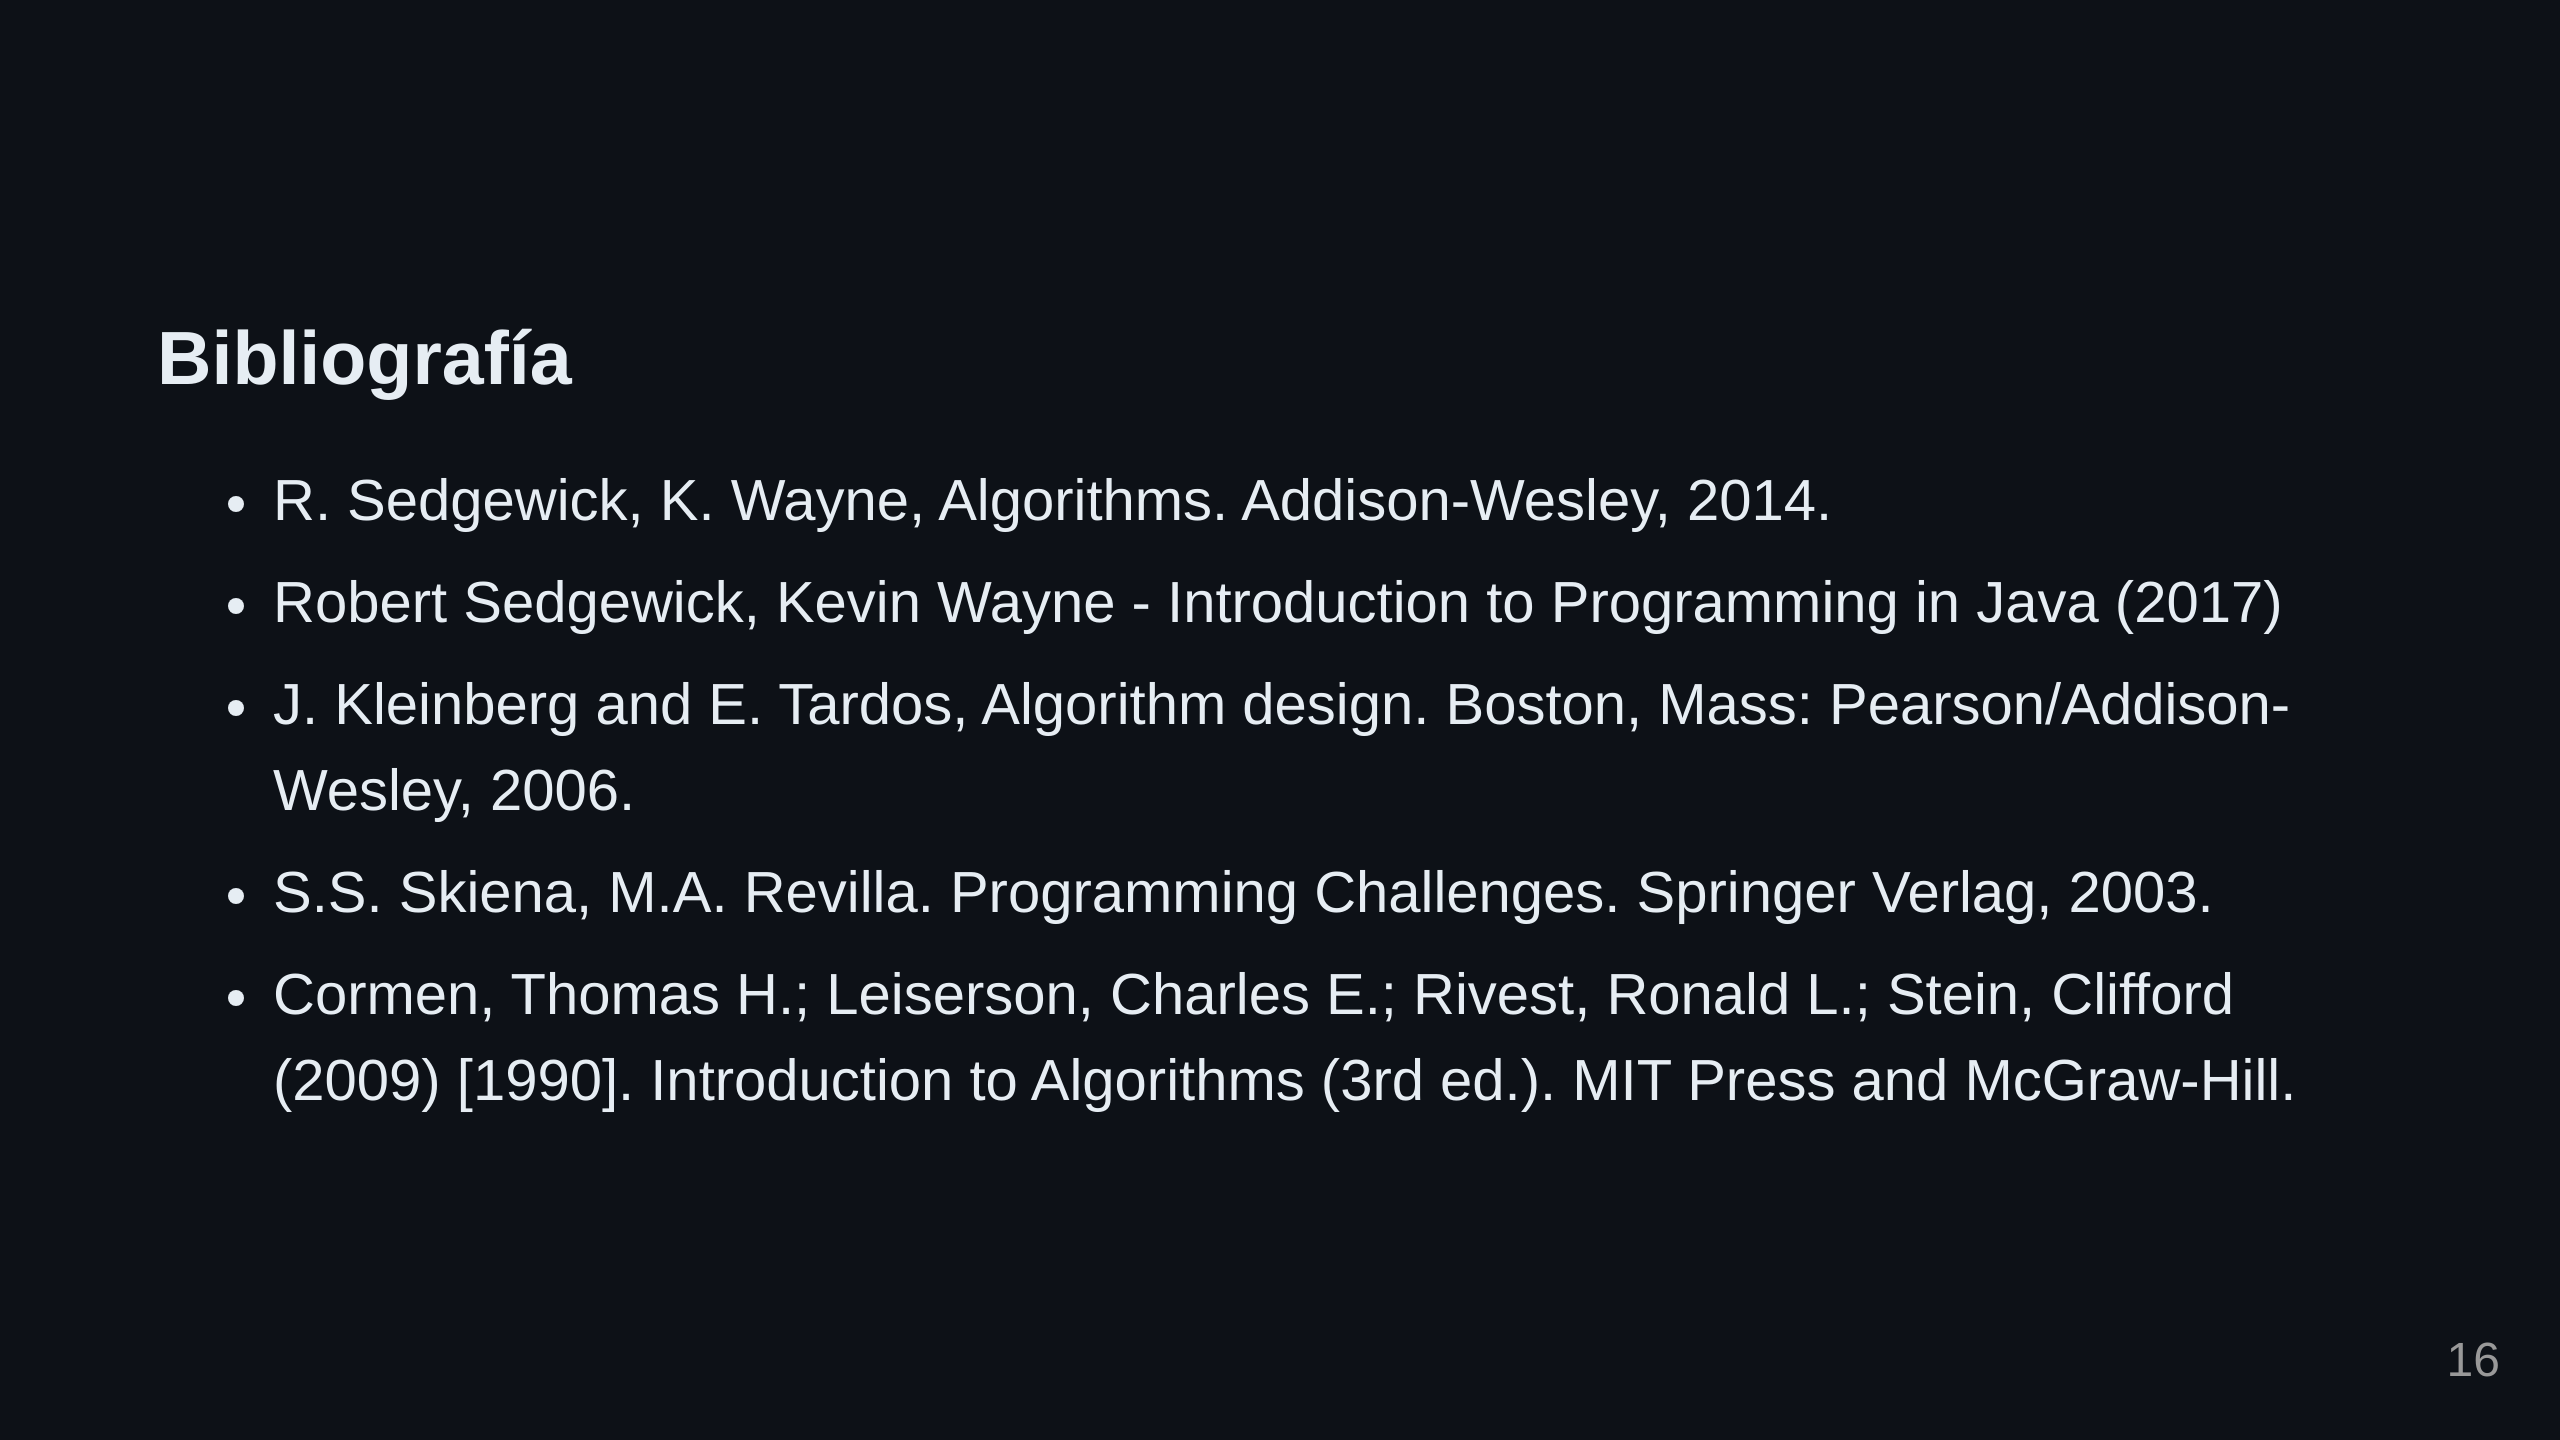 Bibliografía
• R. Sedgewick, K. Wayne, Algorithms. Addison-Wesley, 2014.
• Robert Sedgewick, Kevin Wayne - Introduction to Programming in Java (2017)
• J. Kleinberg and E. Tardos, Algorithm design. Boston, Mass: Pearson/Addison-
Wesley, 2006.
• S.S. Skiena, M.A. Revilla. Programming Challenges. Springer Verlag, 2003.
• Cormen, Thomas H.; Leiserson, Charles E.; Rivest, Ronald L.; Stein, Clifford
(2009) [1990]. Introduction to Algorithms (3rd ed.). MIT Press and McGraw-Hill.
16